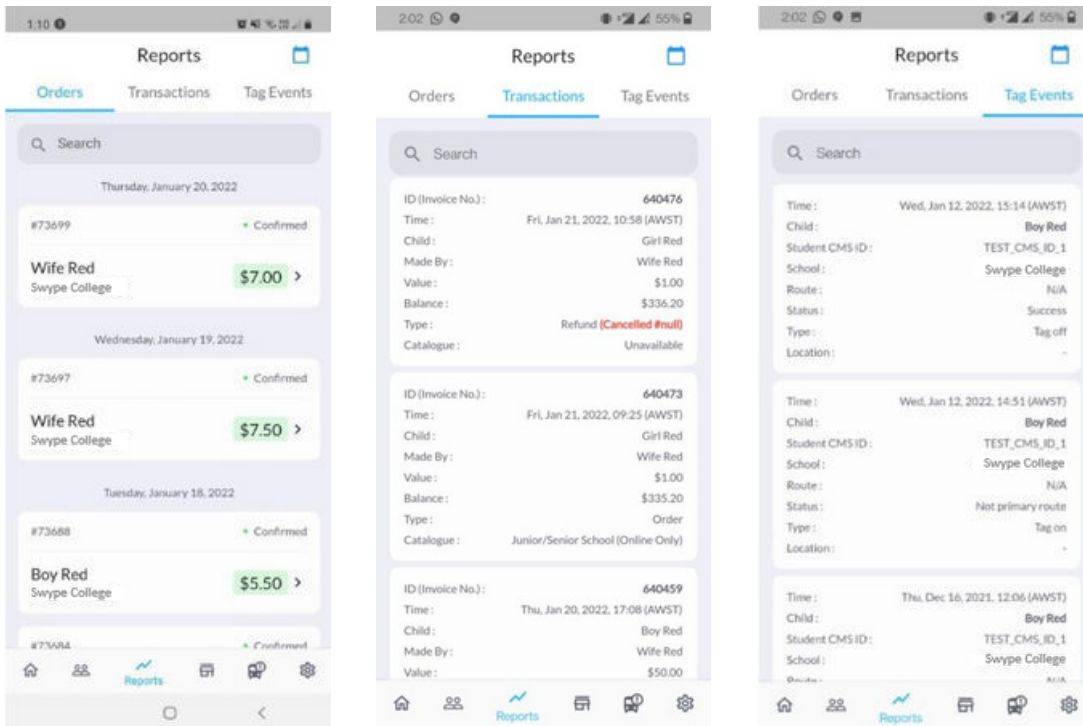 1:10
Reports
Orders Transactions Tag Events
Search
Thursday, January 20, 2022
#73699 Confirmed
Wife Red
$7.00
Swype College
Wednesday, January 19, 2022
#73697 Confirmed
Wife Red
$7.50
Swype College
Tuesday, January 18, 2022
#73688 Confirmed
Boy Red
$5.50
Swype College
#73684 Confirmed
Reports
2:02 55%
Reports
Orders Transactions Tag Events
Search
ID (Invoice No.) : 640476
Time : Fri, Jan 21, 2022, 10:58 (AWST)
Child : Girl Red
Made By : Wife Red
Value : $1.00
Balance : $336.20
Type : Refund (Cancelled #null)
Catalogue : Unavailable
ID (Invoice No.) : 640473
Time : Fri, Jan 21, 2022, 09:25 (AWST)
Child : Girl Red
Made By : Wife Red
Value : $1.00
Balance : $335.20
Type : Order
Catalogue : Junior/Senior School (Online Only)
ID (Invoice No.) : 640459
Time : Thu, Jan 20, 2022, 17:08 (AWST)
Child : Boy Red
Made By : Wife Red
Value : $50.00
Reports
2:02 55%
Reports
Orders Transactions Tag Events
Search
Time : Wed, Jan 12, 2022, 15:14 (AWST)
Child : Boy Red
Student CMS ID : TEST_CMS_ID_1
School : Swype College
Route : N/A
Status : Success
Type : Tag off
Location : -
Time : Wed, Jan 12, 2022, 14:51 (AWST)
Child : Boy Red
Student CMS ID : TEST_CMS_ID_1
School : Swype College
Route : N/A
Status : Not primary route
Type : Tag on
Location : -
Time : Thu, Dec 16, 2021, 12:06 (AWST)
Child : Boy Red
Student CMS ID : TEST_CMS_ID_1
School : Swype College
Route : N/A
Reports